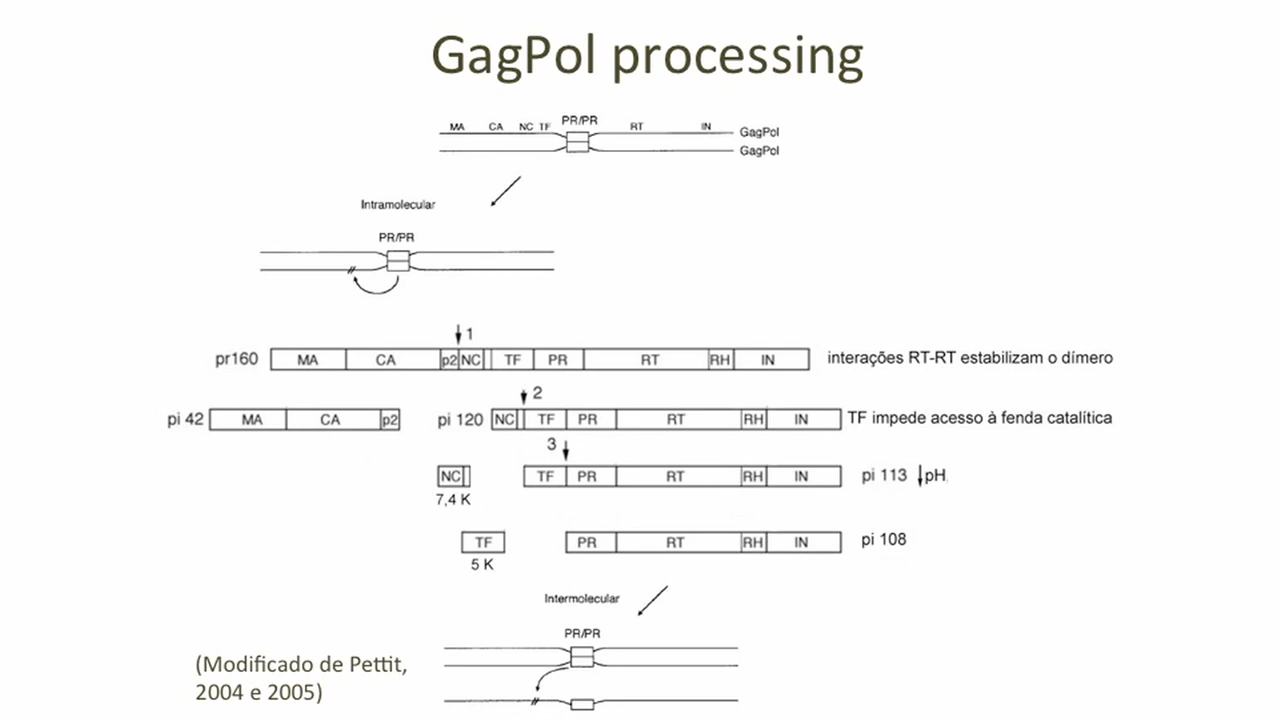 GagPol processing
PR/PR
MA CA NC TF RT IN
GagPol
GagPol
Intramolecular
PR/PR
1
pr160 MA CA p2 NC TF PR RT RH IN interações RT-RT estabilizam o dímero
2
pi 42 MA CA p2 pi 120 NC TF PR RT RH IN TF impede acesso à fenda catalítica
3
NC TF PR RT RH IN pi 113 ↓pH
7,4 K
TF PR RT RH IN pi 108
5 K
Intermolecular
PR/PR
(Modificado de Pettit,
2004 e 2005)